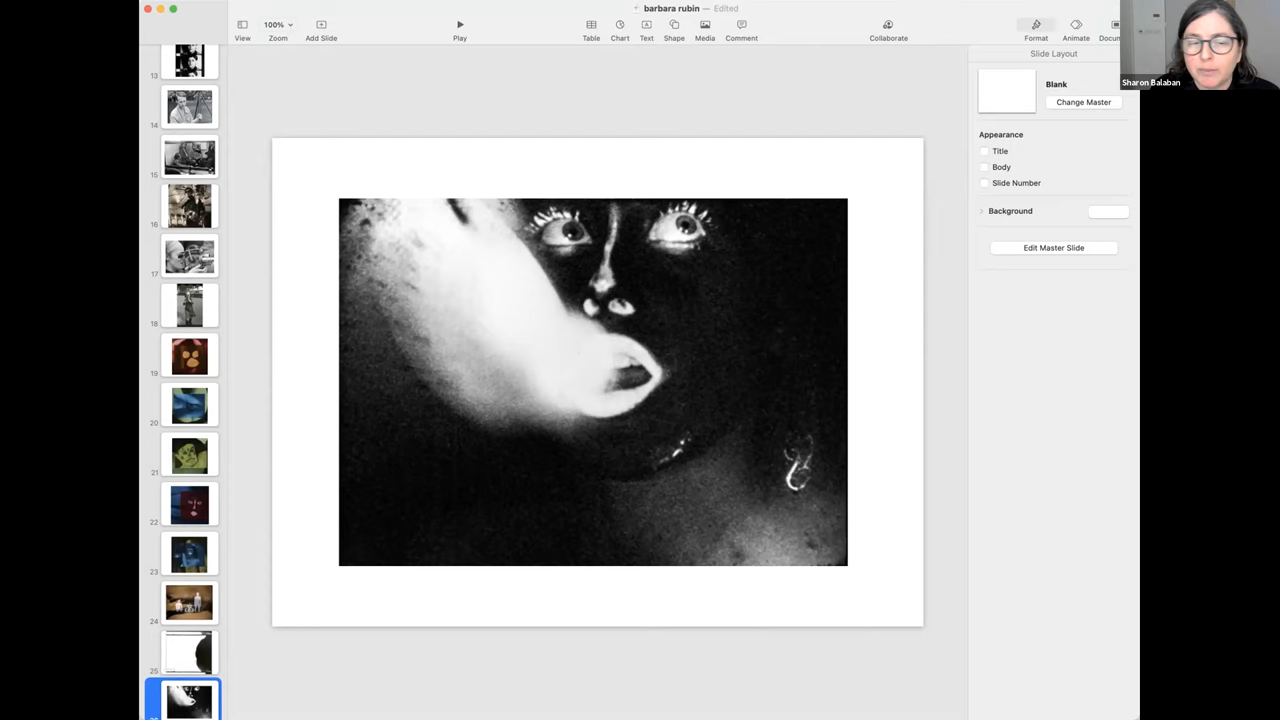 barbara rubin — Edited
100%
View
Zoom
Add Slide
Play
Table
Chart
Text
Shape
Media
Comment
Collaborate
Format
Animate
Docum
Sharon Balaban
Slide Layout
Blank
Change Master
Appearance
Title
Body
Slide Number
Background
Edit Master Slide
13
14
15
16
17
18
19
20
21
22
23
24
25